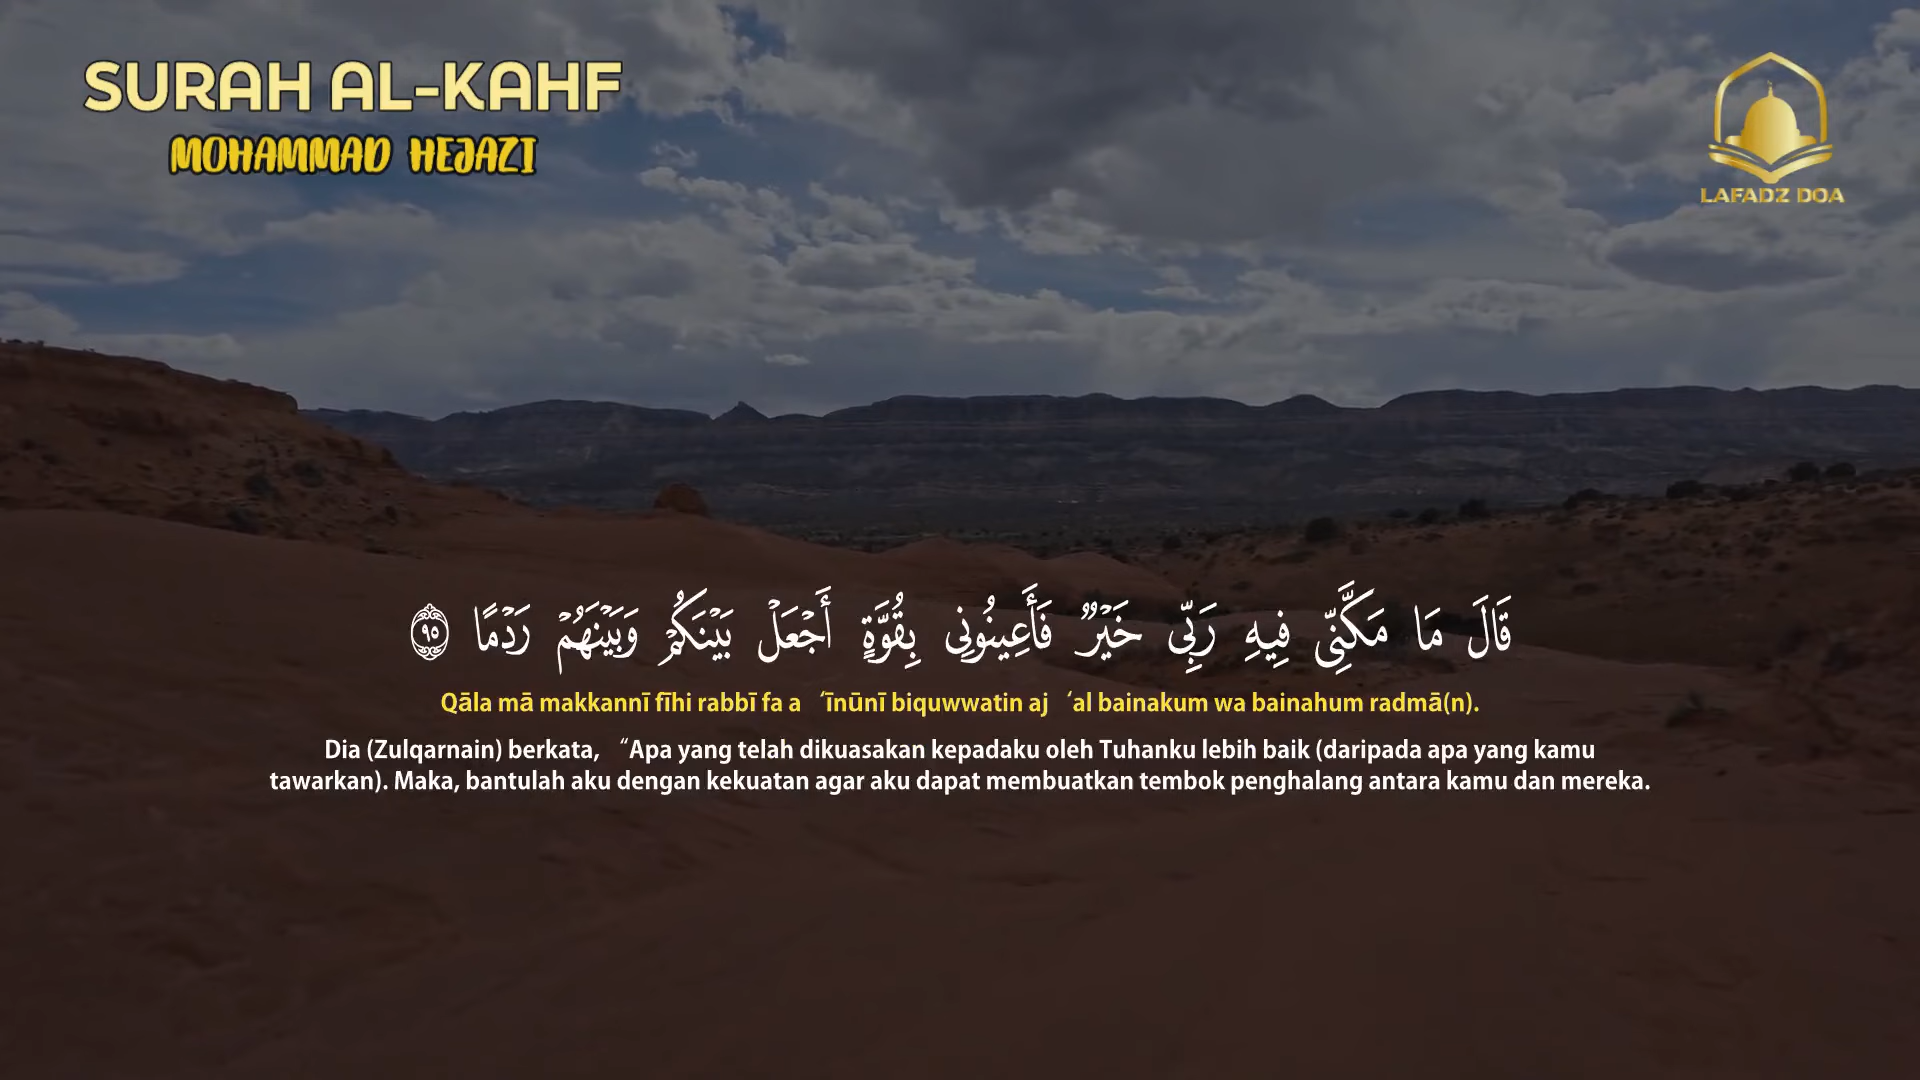 SURAH AL-KAHF
MOHAMMAD HEJAZI
LAFADZ DOA
قَالَ مَا مَكَّنِّى فِيهِ رَبِّى خَيْرٌ فَأَعِينُونِى بِقُوَّةٍ أَجْعَلْ بَيْنَكُمْ وَبَيْنَهُمْ رَدْمًا ۝٩٥
Qāla mā makkannī fīhi rabbī fa a ‘īnūnī biquwwatin aj ‘al bainakum wa bainahum radmā(n).
Dia (Zulqarnain) berkata, “Apa yang telah dikuasakan kepadaku oleh Tuhanku lebih baik (daripada apa yang kamu
tawarkan). Maka, bantulah aku dengan kekuatan agar aku dapat membuatkan tembok penghalang antara kamu dan mereka.